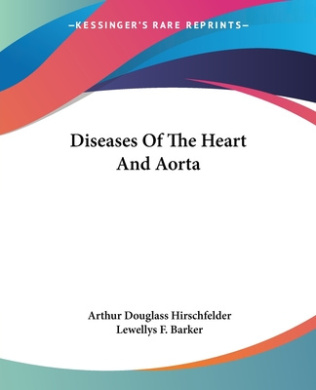 KESSINGER'S RARE REPRINTS
Diseases Of The Heart
And Aorta
Arthur Douglass Hirschfelder
Lewellys F. Barker